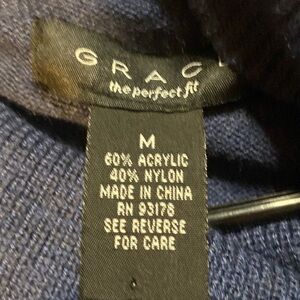 GRAC
the perfect fit
M
60% ACRYLIC
40% NYLON
MADE IN CHINA
RN 93178
SEE REVERSE
FOR CARE